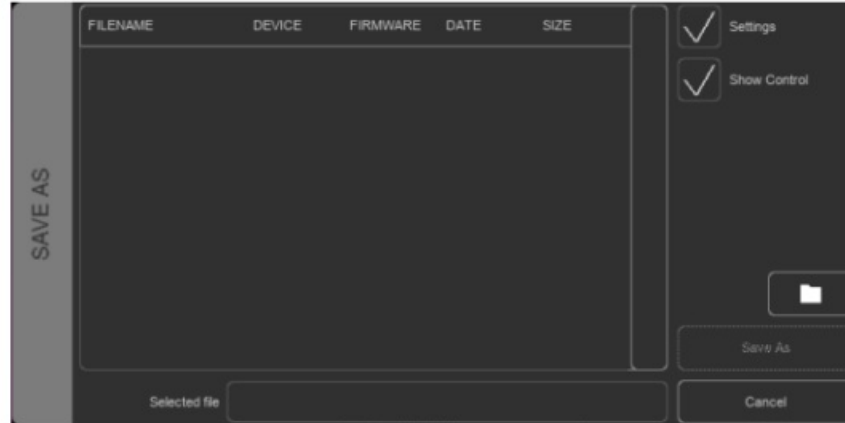 SAVE AS
FILENAME DEVICE FIRMWARE DATE SIZE
Settings
Show Control
Save As
Selected file
Cancel